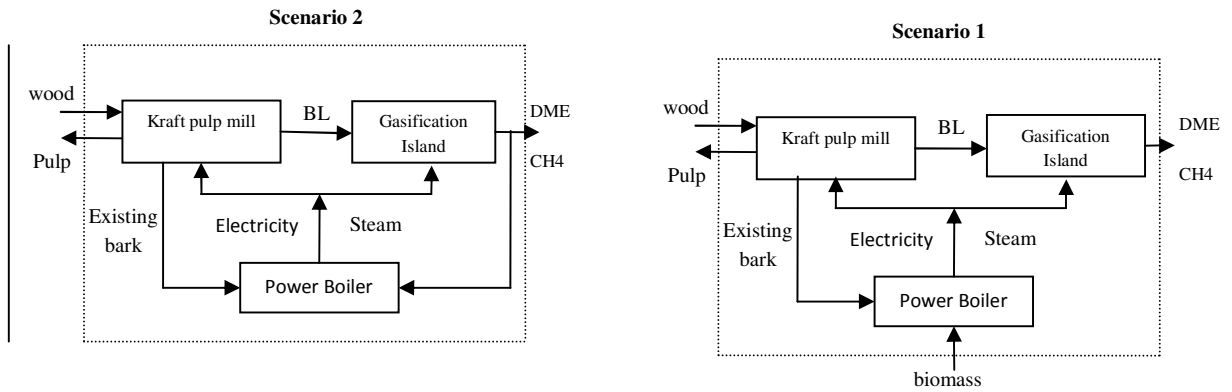 Scenario 2
wood
Pulp
Kraft pulp mill
BL
Gasification
Island
DME
CH4
Existing
bark
Electricity
Steam
Power Boiler
Scenario 1
wood
Pulp
Kraft pulp mill
BL
Gasification
Island
DME
CH4
Existing
bark
Electricity
Steam
Power Boiler
biomass